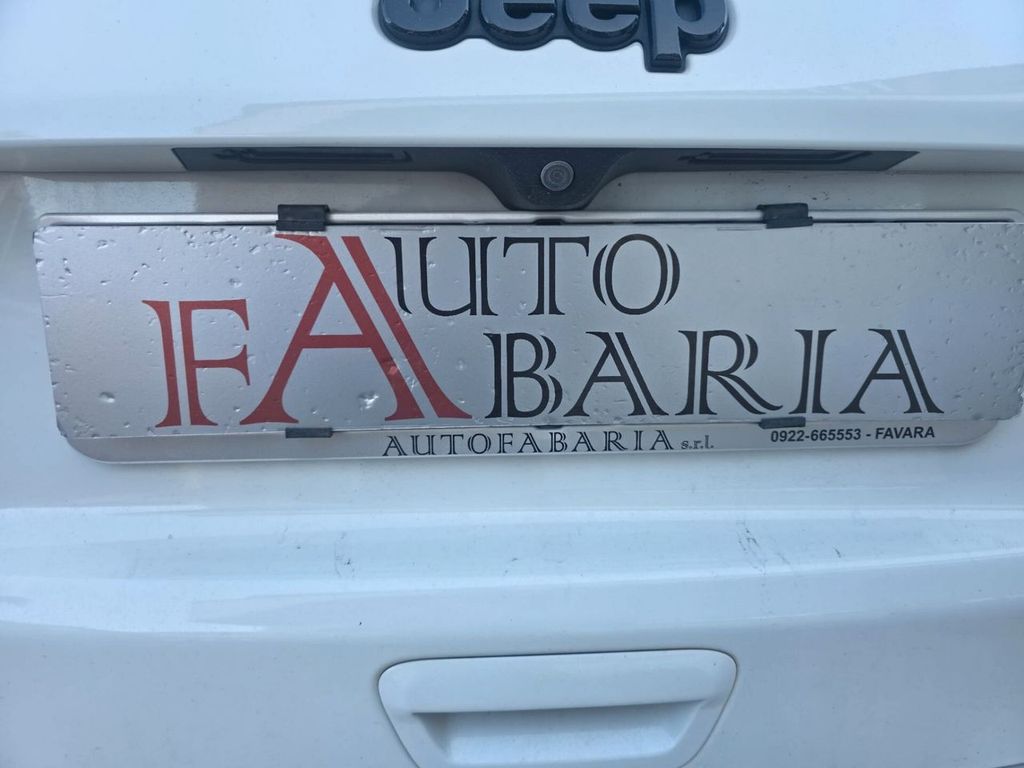 Jeep
AUTO
FABARIA
AUTOFABARIA s.r.l. 0922-665553 - FAVARA